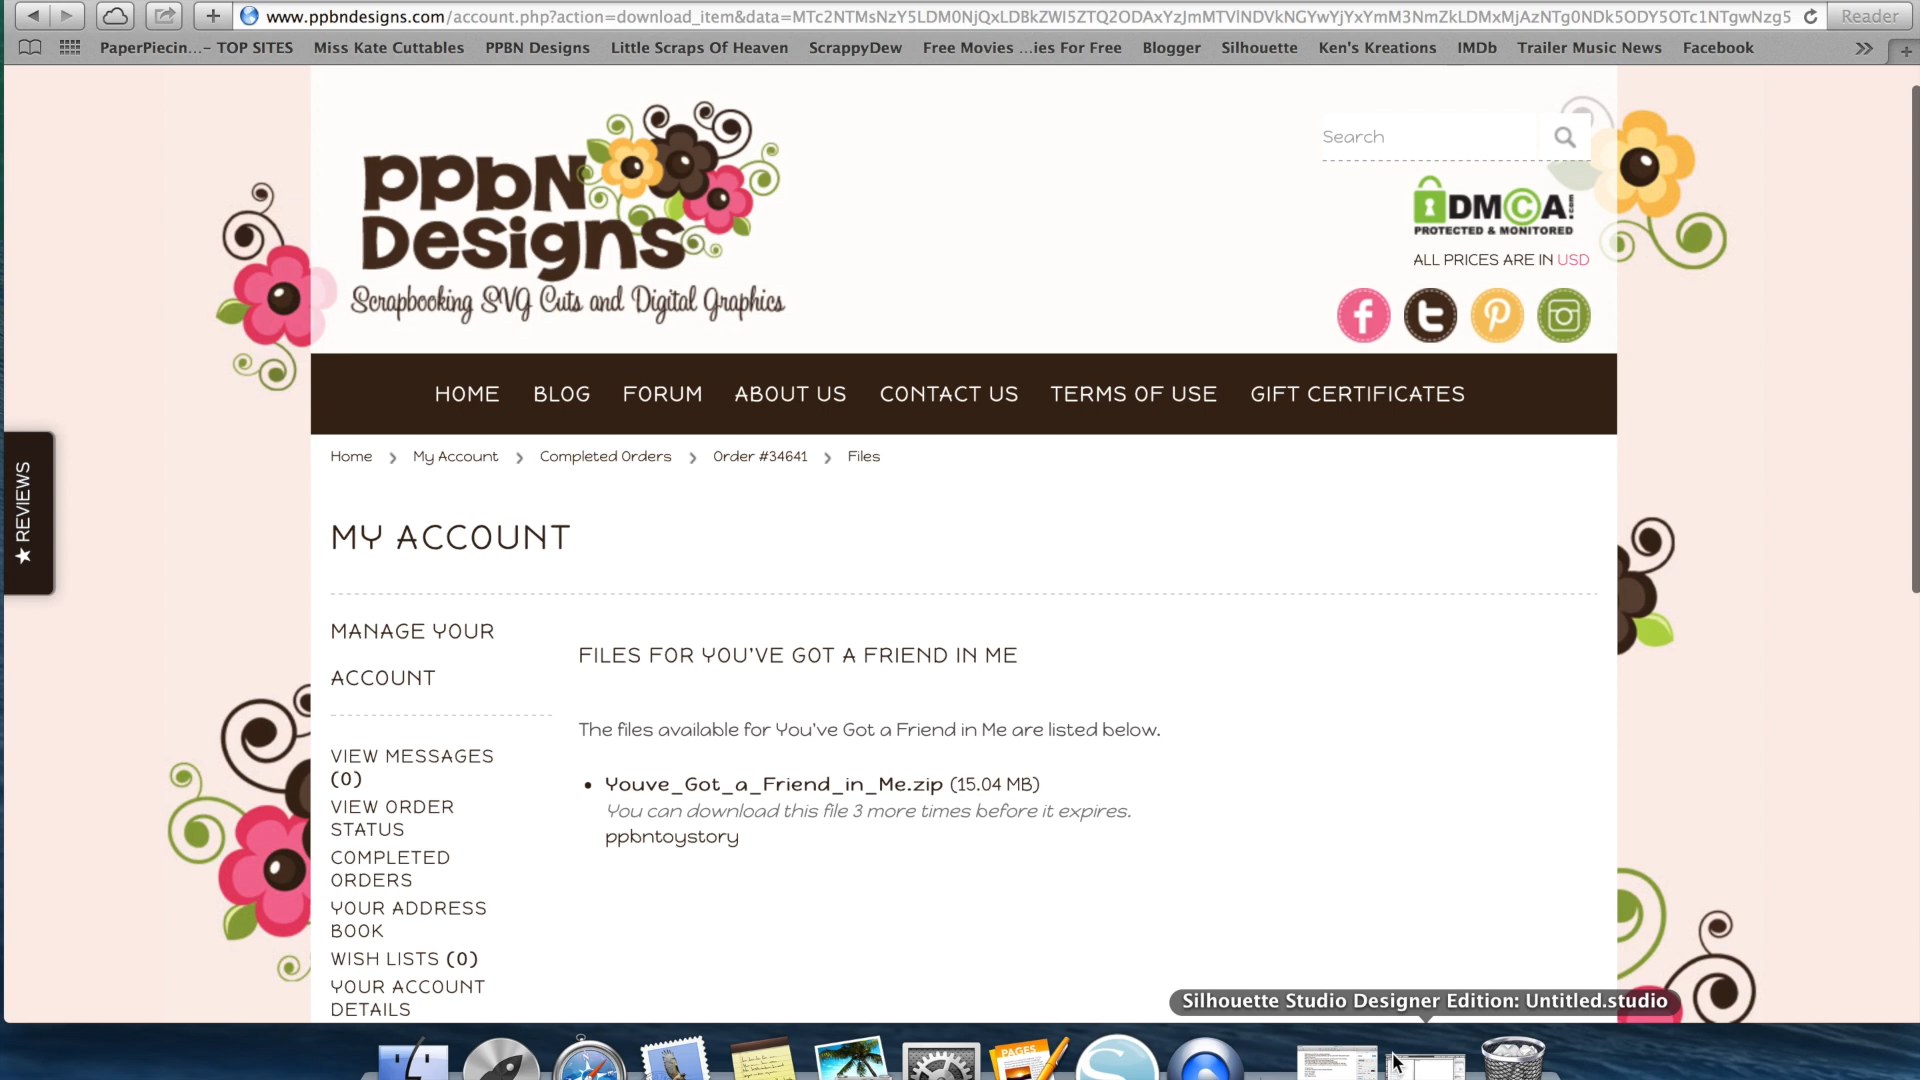 www.ppbndesigns.com/account.php?action=download_item&data=MTc2NTMsNzY5LDM0NjQxLDBkZWI5ZTQ2ODAxYzJmMTVlNDVkNGYwYjYxYmM3NmZkLDMxMjAzNTg0NDk5ODY5OTc1NTgwNzg5 Reader
PaperPiecin...– TOP SITES Miss Kate Cuttables PPBN Designs Little Scraps Of Heaven ScrappyDew Free Movies ...ies For Free Blogger Silhouette Ken's Kreations IMDb Trailer Music News Facebook
ppbn
Designs
Scrapbooking SVG Cuts and Digital Graphics
Search
DMCA.com
PROTECTED & MONITORED
ALL PRICES ARE IN USD
HOME BLOG FORUM ABOUT US CONTACT US TERMS OF USE GIFT CERTIFICATES
Home > My Account > Completed Orders > Order #34641 > Files
★ REVIEWS
MY ACCOUNT
MANAGE YOUR
ACCOUNT
VIEW MESSAGES
(0)
VIEW ORDER
STATUS
COMPLETED
ORDERS
YOUR ADDRESS
BOOK
WISH LISTS (0)
YOUR ACCOUNT
DETAILS
FILES FOR YOU'VE GOT A FRIEND IN ME
The files available for You've Got a Friend in Me are listed below.
• Youve_Got_a_Friend_in_Me.zip (15.04 MB)
You can download this file 3 more times before it expires.
ppbntoystory
Silhouette Studio Designer Edition: Untitled.studio
PAGES